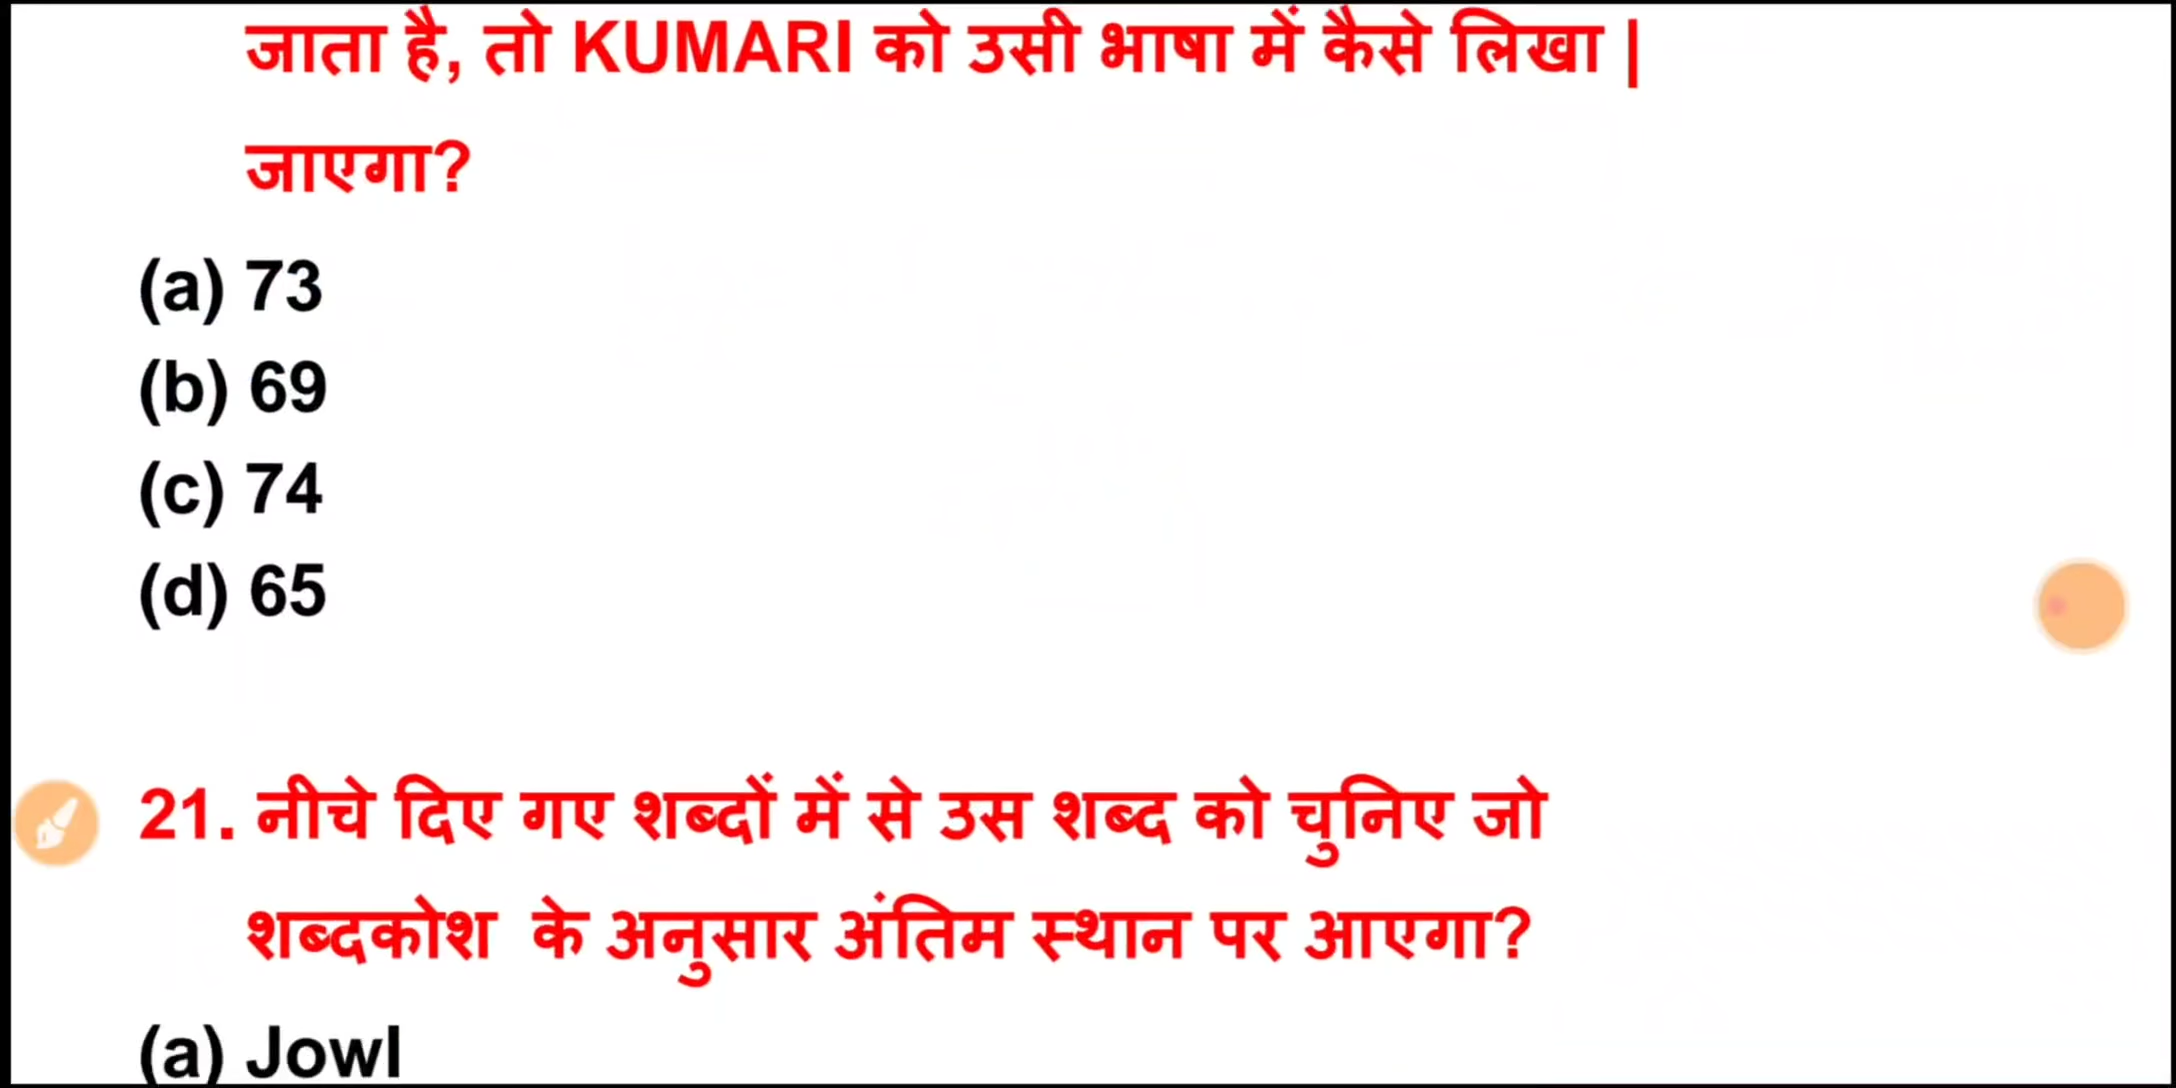 जाता है, तो KUMARI को उसी भाषा में कैसे लिखा |
जाएगा?
(a) 73
(b) 69
(c) 74
(d) 65
21. नीचे दिए गए शब्दों में से उस शब्द को चुनिए जो
शब्दकोश के अनुसार अंतिम स्थान पर आएगा?
(a) Jowl